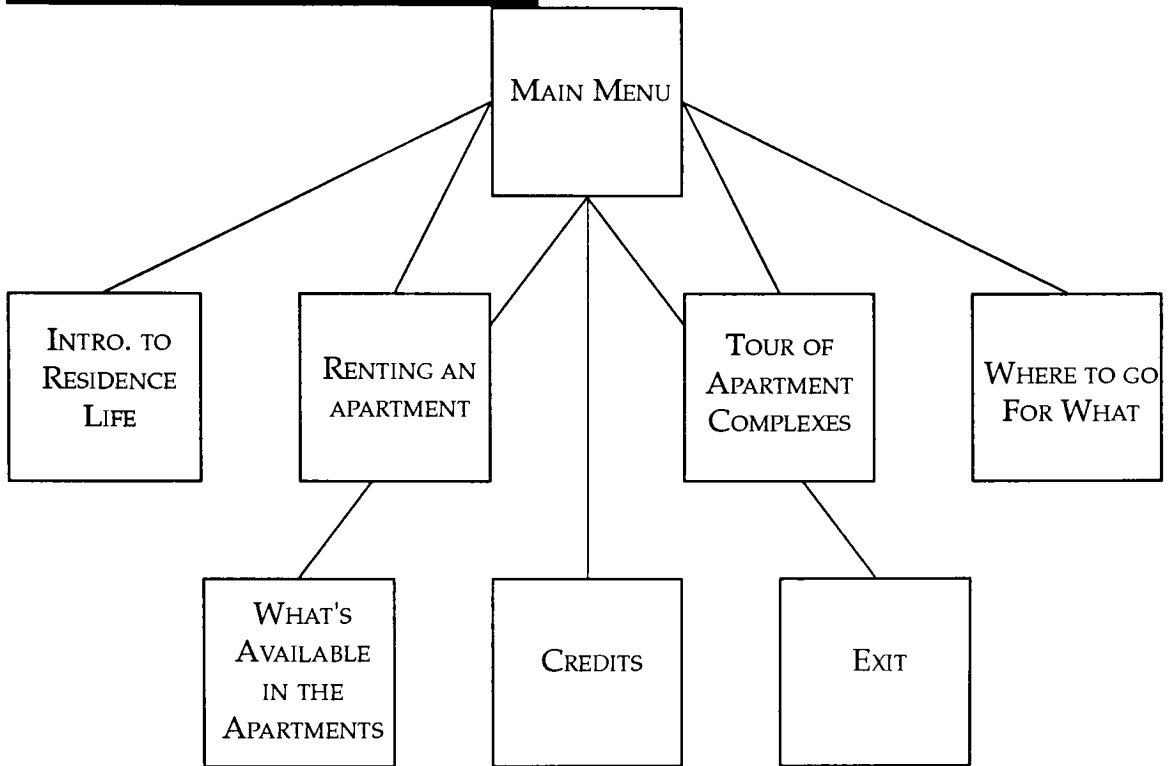 MAIN MENU
INTRO. TO
RESIDENCE
LIFE
RENTING AN
APARTMENT
TOUR OF
APARTMENT
COMPLEXES
WHERE TO GO
FOR WHAT
WHAT'S
AVAILABLE
IN THE
APARTMENTS
CREDITS
EXIT